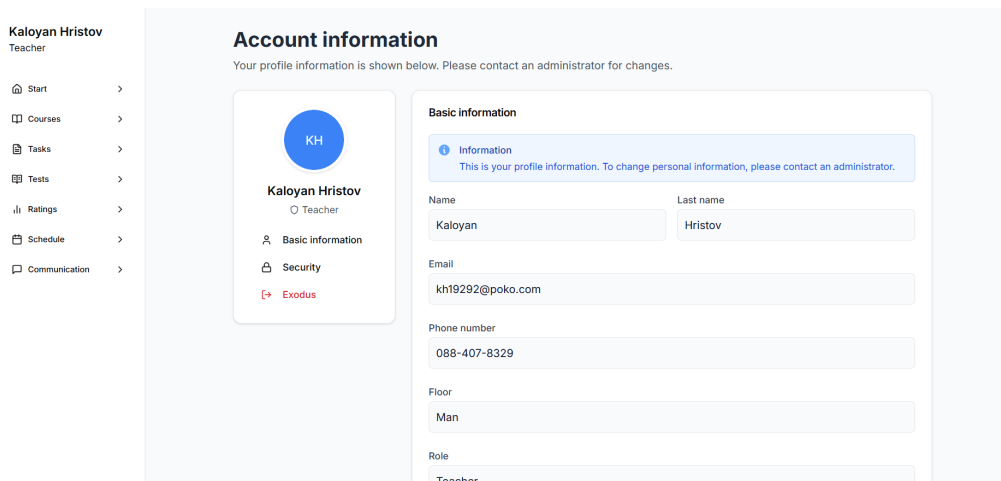 Kaloyan Hristov
Teacher
Start
Courses
Tasks
Tests
Ratings
Schedule
Communication
Account information
Your profile information is shown below. Please contact an administrator for changes.
KH
Kaloyan Hristov
Teacher
Basic information
Security
Exodus
Basic information
Information
This is your profile information. To change personal information, please contact an administrator.
Name
Last name
Kaloyan
Hristov
Email
kh19292@poko.com
Phone number
088-407-8329
Floor
Man
Role
Teacher